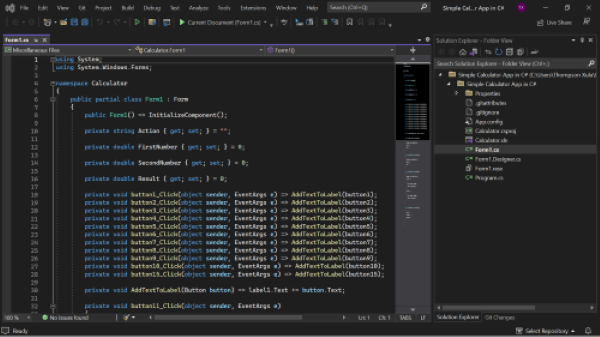 File Edit View Git Project Build Debug Test Analyze Tools Extensions Window Help Search (Ctrl+Q) Simple Cal...r App in C#
Current Document (Form1.cs) Live Share
Form1.cs
Miscellaneous Files Calculator.Form1 Form1()
1 using System;
2 using System.Windows.Forms;
3
4 namespace Calculator
5 {
6 public partial class Form1 : Form
7 {
8 public Form1() => InitializeComponent();
9
10 private string Action { get; set; } = "";
11
12 private double FirstNumber { get; set; } = 0;
13
14 private double SecondNumber { get; set; } = 0;
15
16 private double Result { get; set; } = 0;
17
18 private void button1_Click(object sender, EventArgs e) => AddTextToLabel(button1);
19 private void button2_Click(object sender, EventArgs e) => AddTextToLabel(button2);
20 private void button3_Click(object sender, EventArgs e) => AddTextToLabel(button3);
21 private void button4_Click(object sender, EventArgs e) => AddTextToLabel(button4);
22 private void button5_Click(object sender, EventArgs e) => AddTextToLabel(button5);
23 private void button6_Click(object sender, EventArgs e) => AddTextToLabel(button6);
24 private void button7_Click(object sender, EventArgs e) => AddTextToLabel(button7);
25 private void button8_Click(object sender, EventArgs e) => AddTextToLabel(button8);
26 private void button9_Click(object sender, EventArgs e) => AddTextToLabel(button9);
27 private void button10_Click(object sender, EventArgs e) => AddTextToLabel(button10);
28 private void button15_Click(object sender, EventArgs e) => AddTextToLabel(button15);
29
30 private void AddTextToLabel(Button button) => label1.Text += button.Text;
31
32 private void button11_Click(object sender, EventArgs e)
100 % No issues found Ln: 1 Ch: 1 TABS LF
Solution Explorer - Folder View
Search Solution Explorer - Folder View (Ctrl+;)
Simple Calculator App in C# (C:\Users\Thompson Xula
Simple Calculator App in C#
Properties
.gitattributes
.gitignore
App.config
Calculator.csproj
Calculator.sln
Form1.cs
Form1.Designer.cs
Form1.resx
Program.cs
Solution Explorer Git Changes
Ready Select Repository